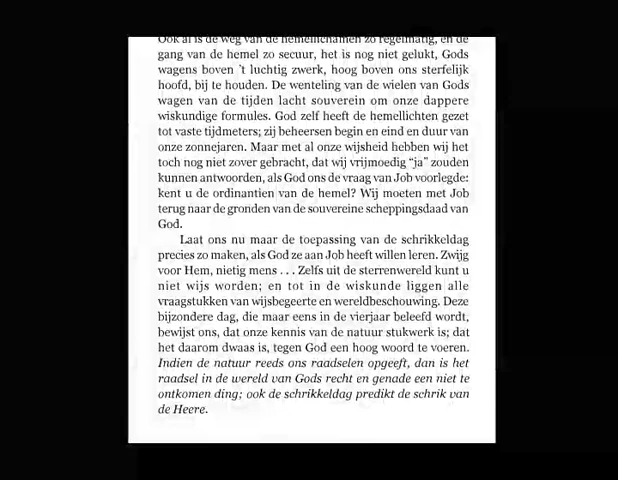 Ook al is de weg van de hemellichamen zo regelmatig, en de
gang van de hemel zo secuur, het is nog niet gelukt, Gods
wagens boven ’t luchtig zwerk, hoog boven ons sterfelijk
hoofd, bij te houden. De wenteling van de wielen van Gods
wagen van de tijden lacht souverein om onze dappere
wiskundige formules. God zelf heeft de hemellichten gezet
tot vaste tijdmeters; zij beheersen begin en eind en duur van
onze zonnejaren. Maar met al onze wijsheid hebben wij het
toch nog niet zover gebracht, dat wij vrijmoedig “ja” zouden
kunnen antwoorden, als God ons de vraag van Job voorlegde:
kent u de ordinantien van de hemel? Wij moeten met Job
terug naar de gronden van de souvereine scheppingsdaad van
God.
Laat ons nu maar de toepassing van de schrikkeldag
precies zo maken, als God ze aan Job heeft willen leren. Zwijg
voor Hem, nietig mens . . . Zelfs uit de sterrenwereld kunt u
niet wijs worden; en tot in de wiskunde liggen alle
vraagstukken van wijsbegeerte en wereldbeschouwing. Deze
bijzondere dag, die maar eens in de vierjaar beleefd wordt,
bewijst ons, dat onze kennis van de natuur stukwerk is; dat
het daarom dwaas is, tegen God een hoog woord te voeren.
Indien de natuur reeds ons raadselen opgeeft, dan is het
raadsel in de wereld van Gods recht en genade een niet te
ontkomen ding; ook de schrikkeldag predikt de schrik van
de Heere.